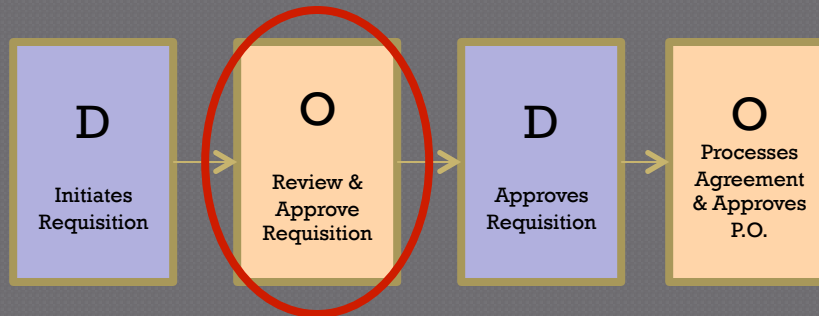 D
Initiates
Requisition
O
Review &
Approve
Requisition
D
Approves
Requisition
O
Processes
Agreement
& Approves
P.O.